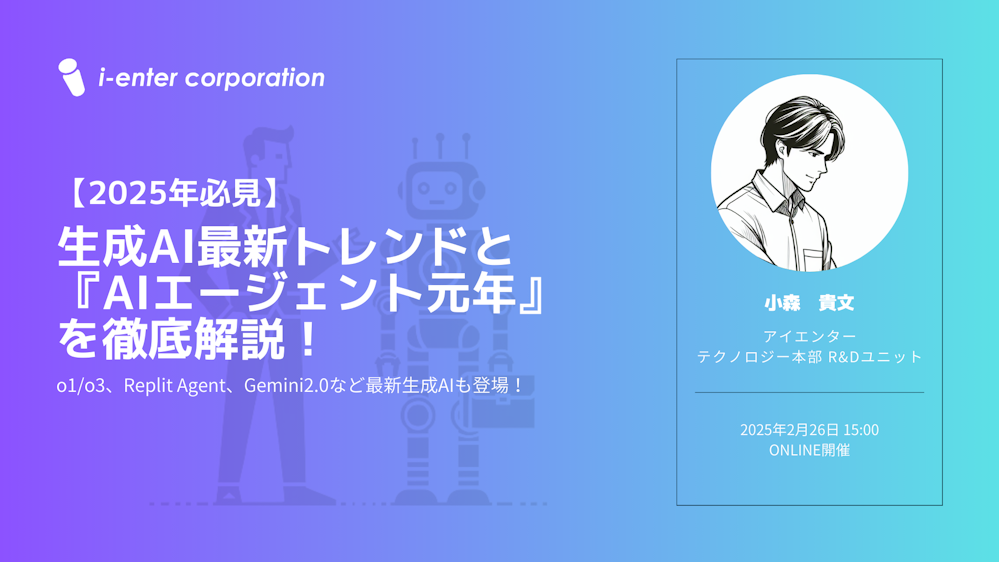 i-enter corporation
【2025年必見】
生成AI最新トレンドと
『AIエージェント元年』
を徹底解説！
o1/o3、Replit Agent、Gemini2.0など最新生成AIも登場！
小森　貴文
アイエンター
テクノロジー本部 R&Dユニット
2025年2月26日 15:00
ONLINE開催